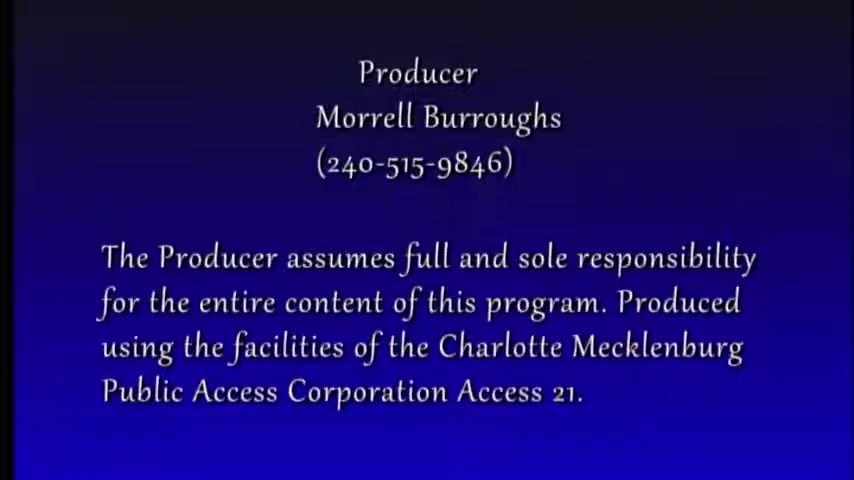 Producer
Morrell Burroughs
(240-515-9846)
The Producer assumes full and sole responsibility
for the entire content of this program. Produced
using the facilities of the Charlotte Mecklenburg
Public Access Corporation Access 21.